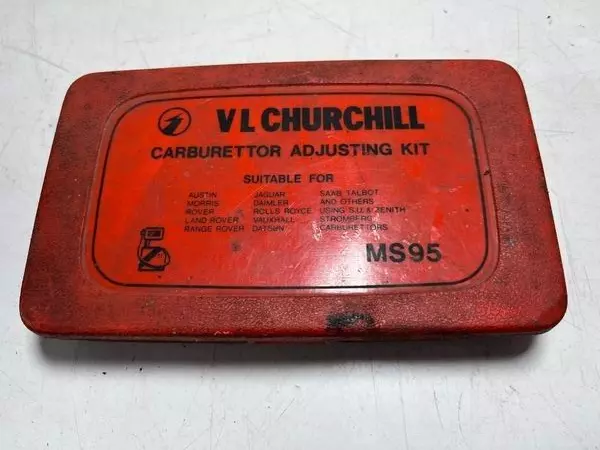 VL CHURCHILL
CARBURETTOR ADJUSTING KIT
SUITABLE FOR
AUSTIN JAGUAR SAAB TALBOT
MORRIS DAIMLER AND OTHERS
ROVER ROLLS ROYCE USING S.U & ZENITH
LAND ROVER VAUXHALL STROMBERG
RANGE ROVER DATSUN CARBURETTORS
MS95